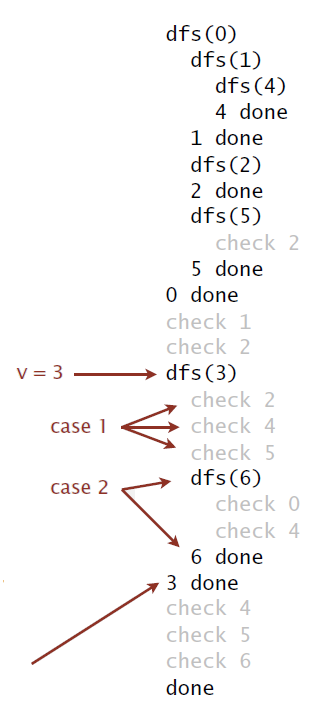 dfs(0)
dfs(1)
dfs(4)
4 done
1 done
dfs(2)
2 done
dfs(5)
check 2
5 done
0 done
check 1
check 2
v = 3 dfs(3)
check 2
case 1 check 4
check 5
dfs(6)
case 2 check 0
check 4
6 done
3 done
check 4
check 5
check 6
done